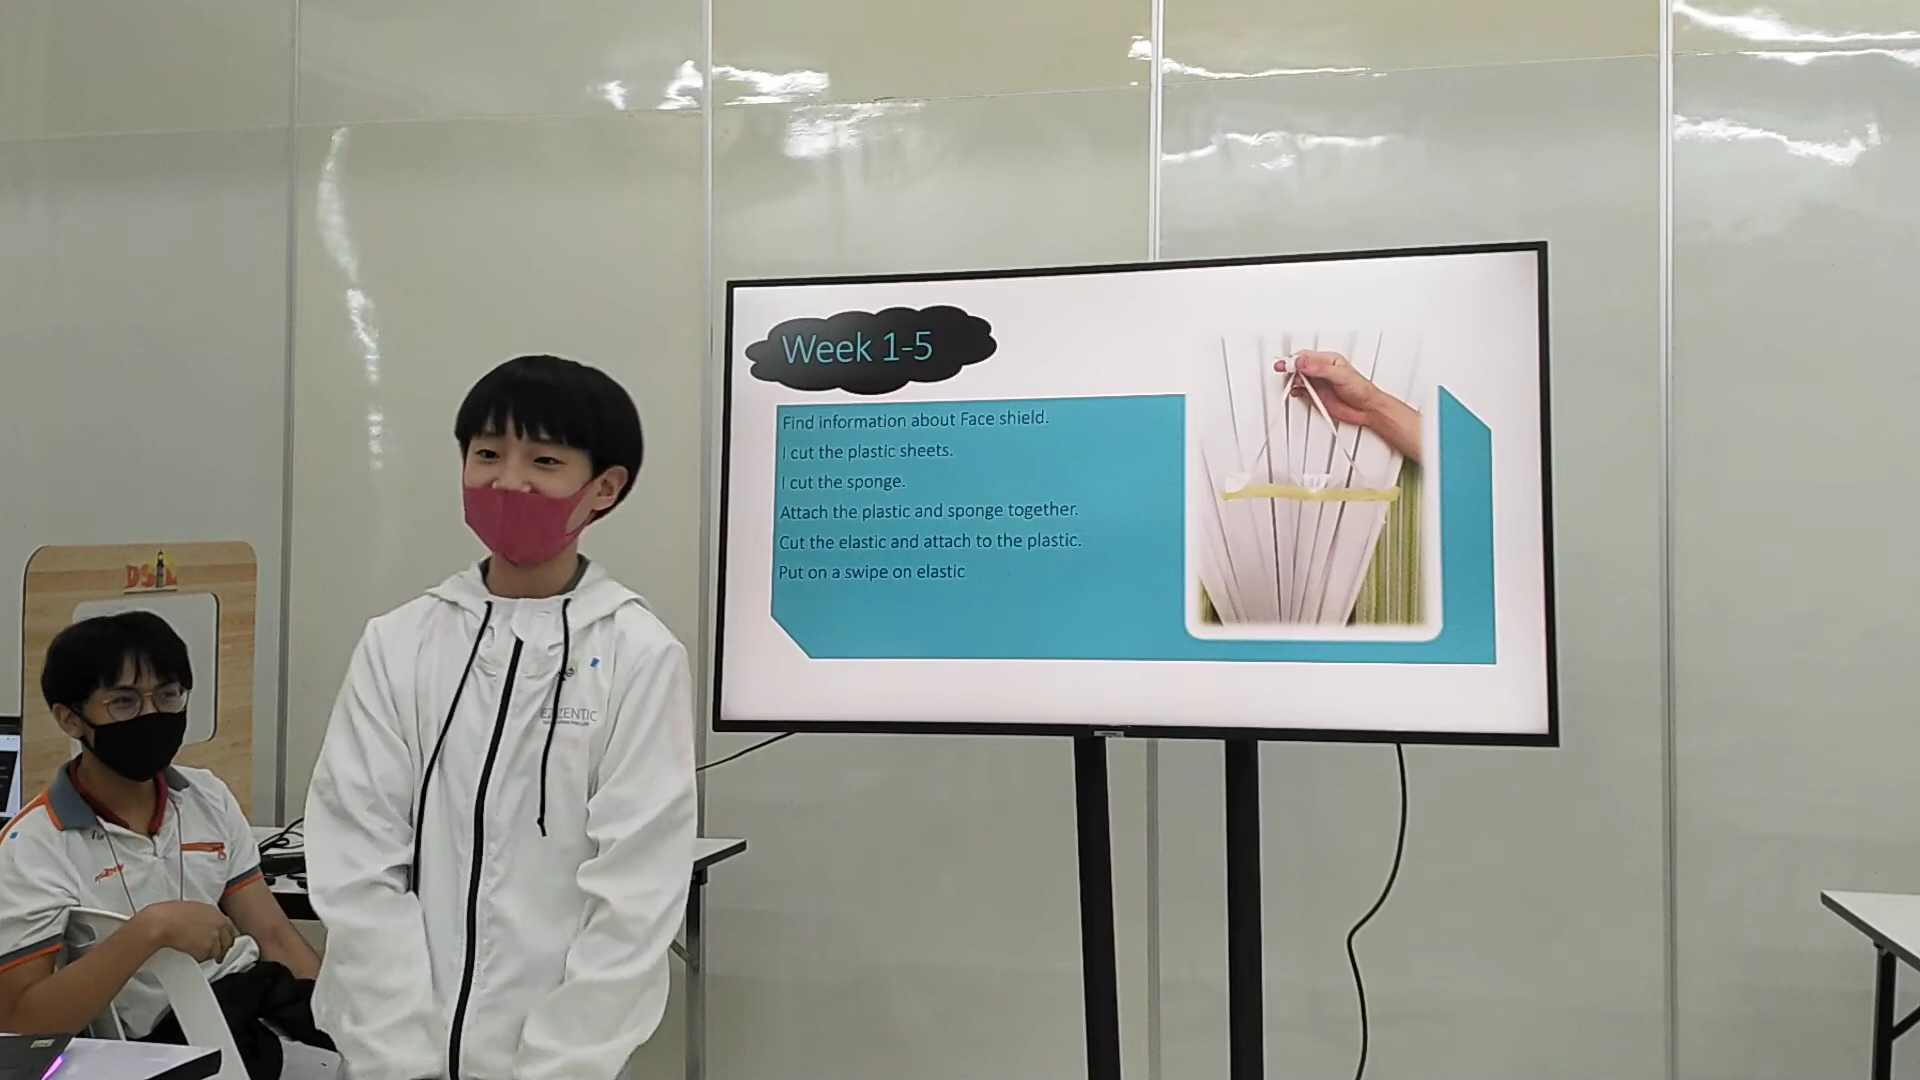 Week 1-5
Find information about Face shield.
I cut the plastic sheets.
I cut the sponge.
Attach the plastic and sponge together.
Cut the elastic and attach to the plastic.
Put on a swipe on elastic
DSIL